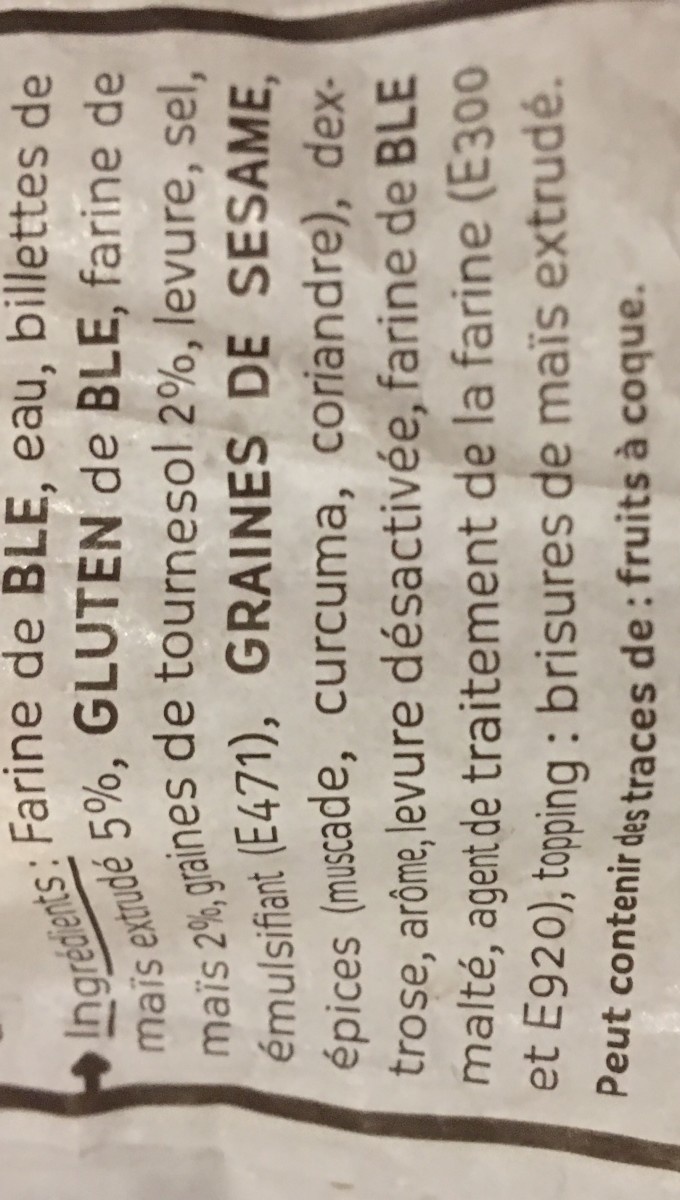 Ingrédients: Farine de BLE, eau, billettes de
maïs extrudé 5%, GLUTEN de BLE, farine de
maïs 2%, graines de tournesol 2%, levure, sel,
émulsifiant (E471), GRAINES DE SESAME,
épices (muscade, curcuma, coriandre), dex-
trose, arôme, levure désactivée, farine de BLE
malté, agent de traitement de la farine (E300
et E920), topping : brisures de maïs extrudé.
Peut contenir des traces de : fruits à coque.